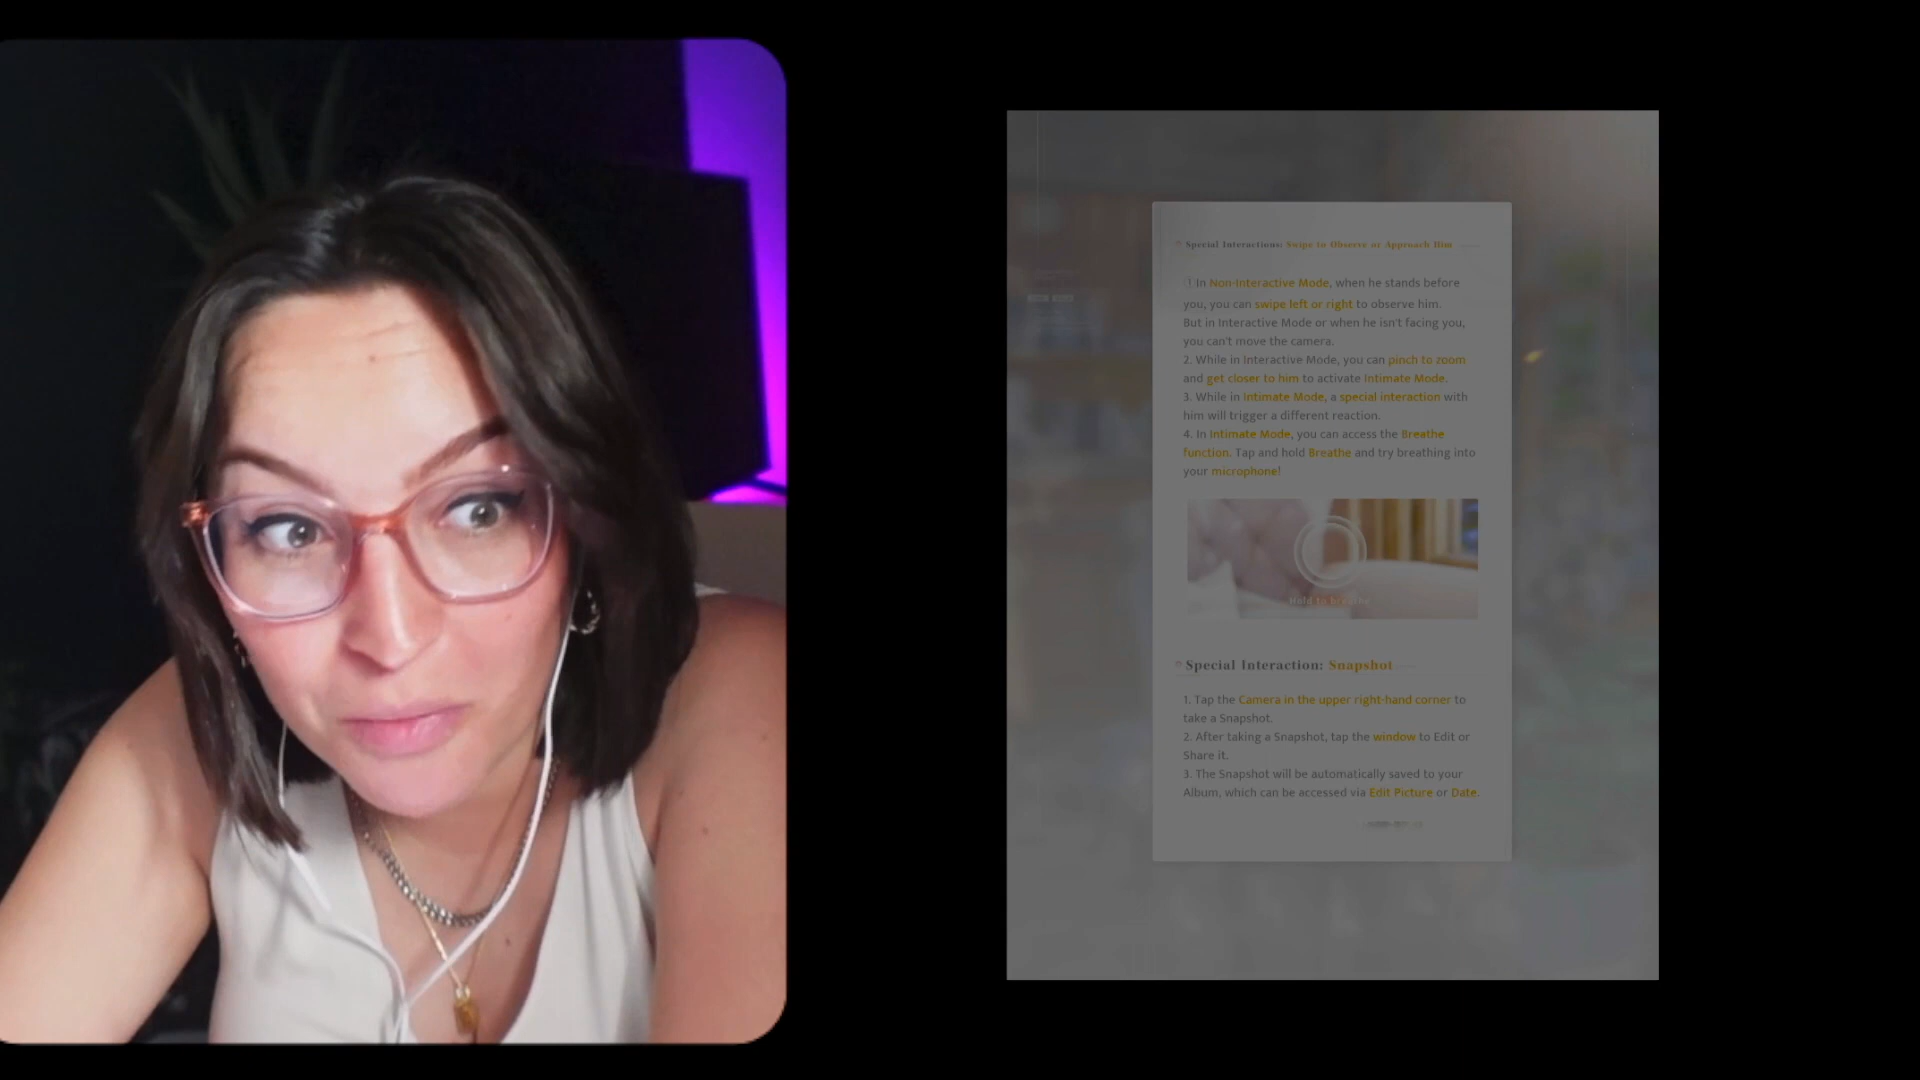 Special Interactions: Swipe to Observe or Approach Him
① In Non-Interactive Mode, when he stands before
you, you can swipe left or right to observe him.
But in Interactive Mode or when he isn't facing you,
you can't move the camera.
2. While in Interactive Mode, you can pinch to zoom
and get closer to him to activate Intimate Mode.
3. While in Intimate Mode, a special interaction with
him will trigger a different reaction.
4. In Intimate Mode, you can access the Breathe
function. Tap and hold Breathe and try breathing into
your microphone!
Hold to breathe
Special Interaction: Snapshot
1. Tap the Camera in the upper right-hand corner to
take a Snapshot.
2. After taking a Snapshot, tap the window to Edit or
Share it.
3. The Snapshot will be automatically saved to your
Album, which can be accessed via Edit Picture or Date.